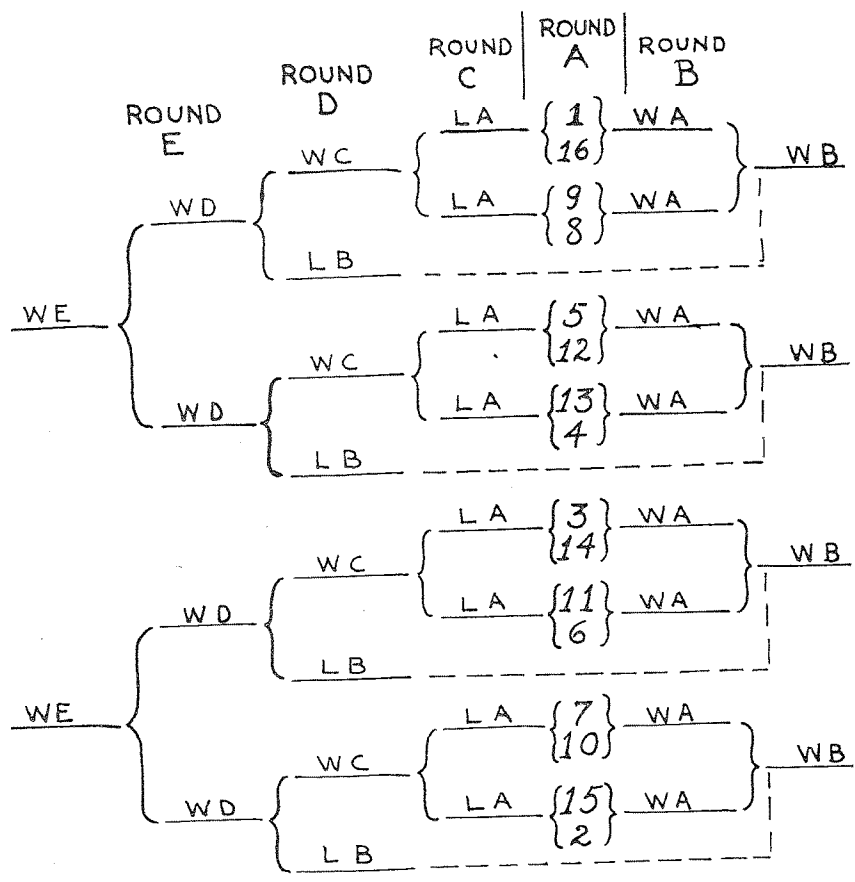 ROUND E
ROUND D
ROUND C
ROUND A
ROUND B
LA { 1 } WA
16
WC
WB
LA { 9 } WA
8
WD
LB
WE
LA { 5 } WA
12
WC
WB
LA { 13 } WA
4
WD
LB
LA { 3 } WA
14
WC
WB
LA { 11 } WA
6
WD
LB
WE
LA { 7 } WA
10
WC
WB
LA { 15 } WA
2
WD
LB